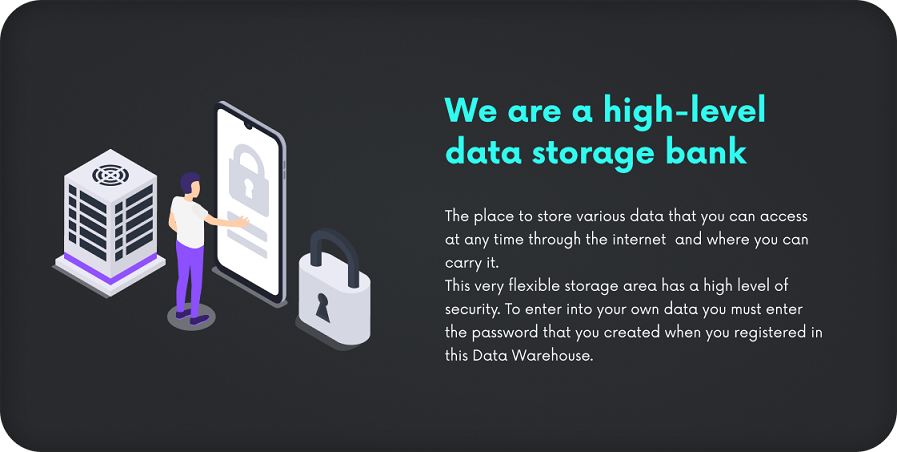 We are a high-level
data storage bank
The place to store various data that you can access
at any time through the internet  and where you can
carry it.
This very flexible storage area has a high level of
security. To enter into your own data you must enter
the password that you created when you registered in
this Data Warehouse.